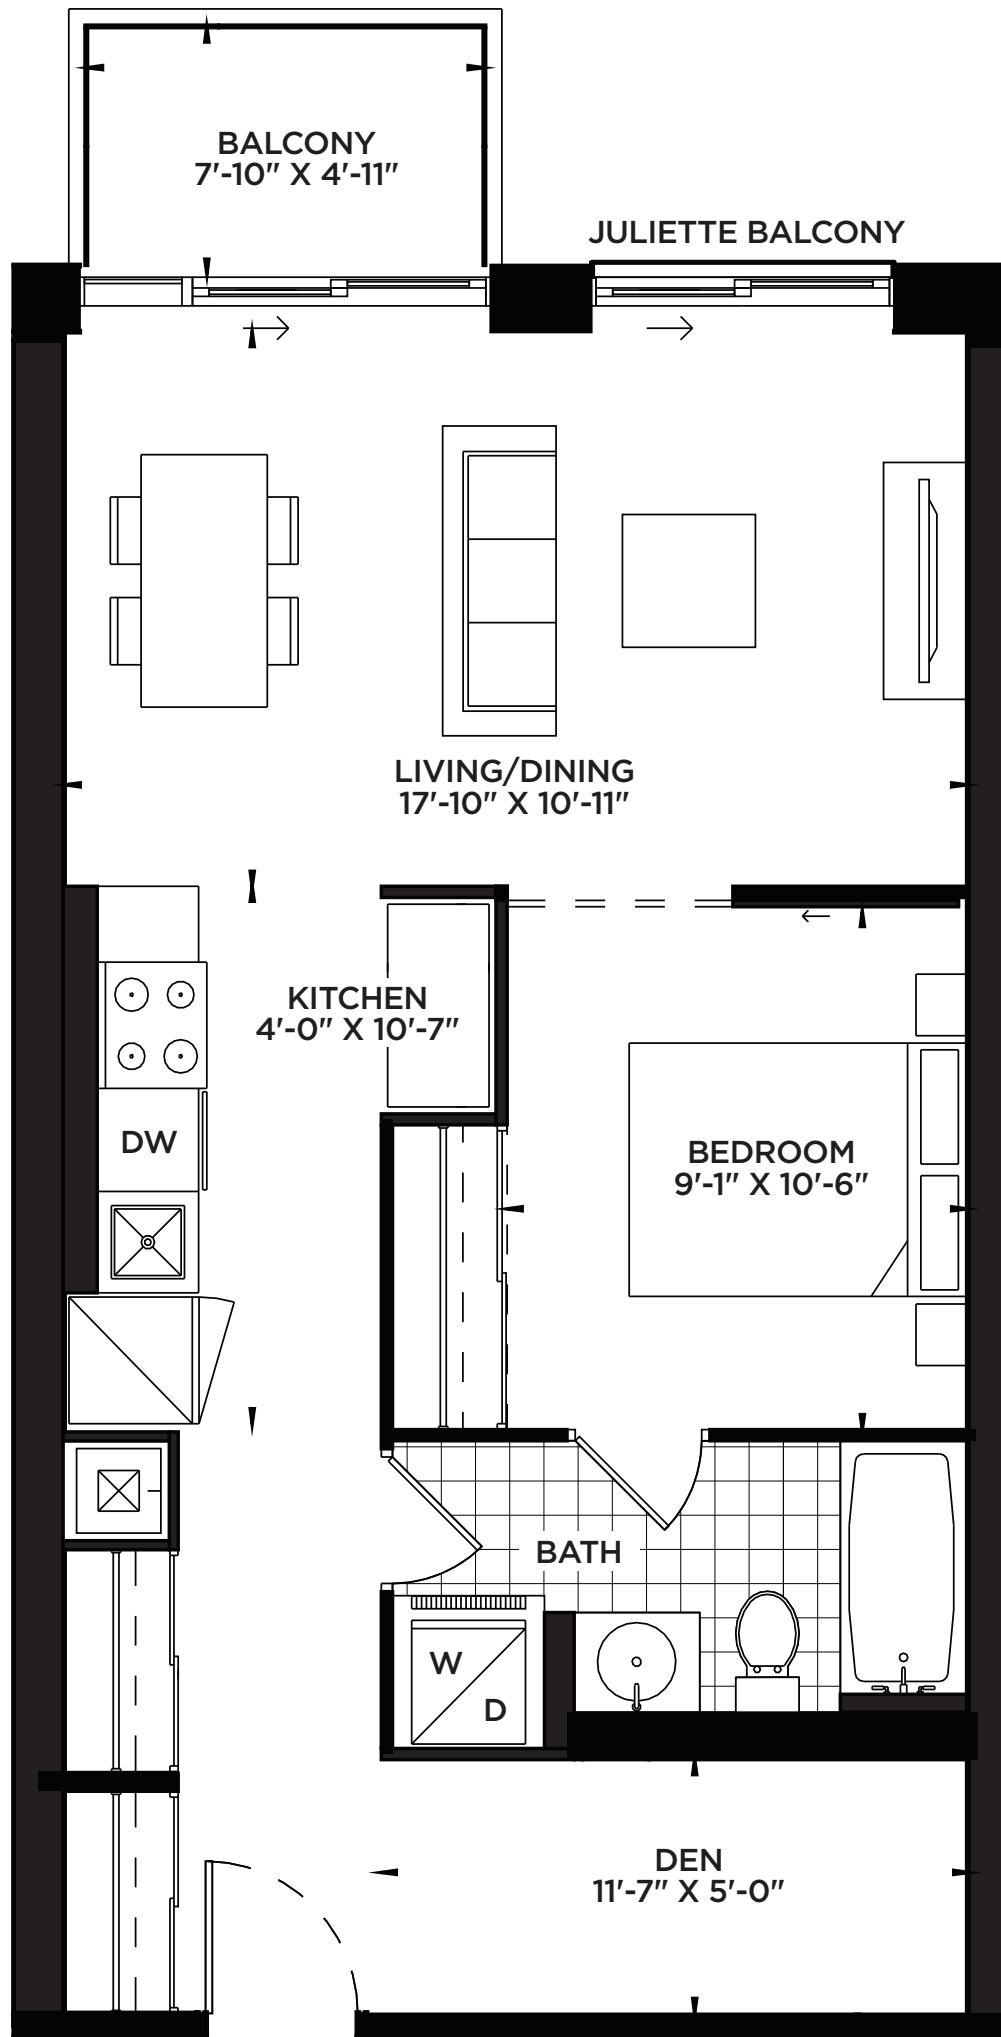 BALCONY
7'-10" X 4'-11"
JULIETTE BALCONY
LIVING/DINING
17'-10" X 10'-11"
KITCHEN
4'-0" X 10'-7"
DW
BEDROOM
9'-1" X 10'-6"
BATH
W
D
DEN
11'-7" X 5'-0"